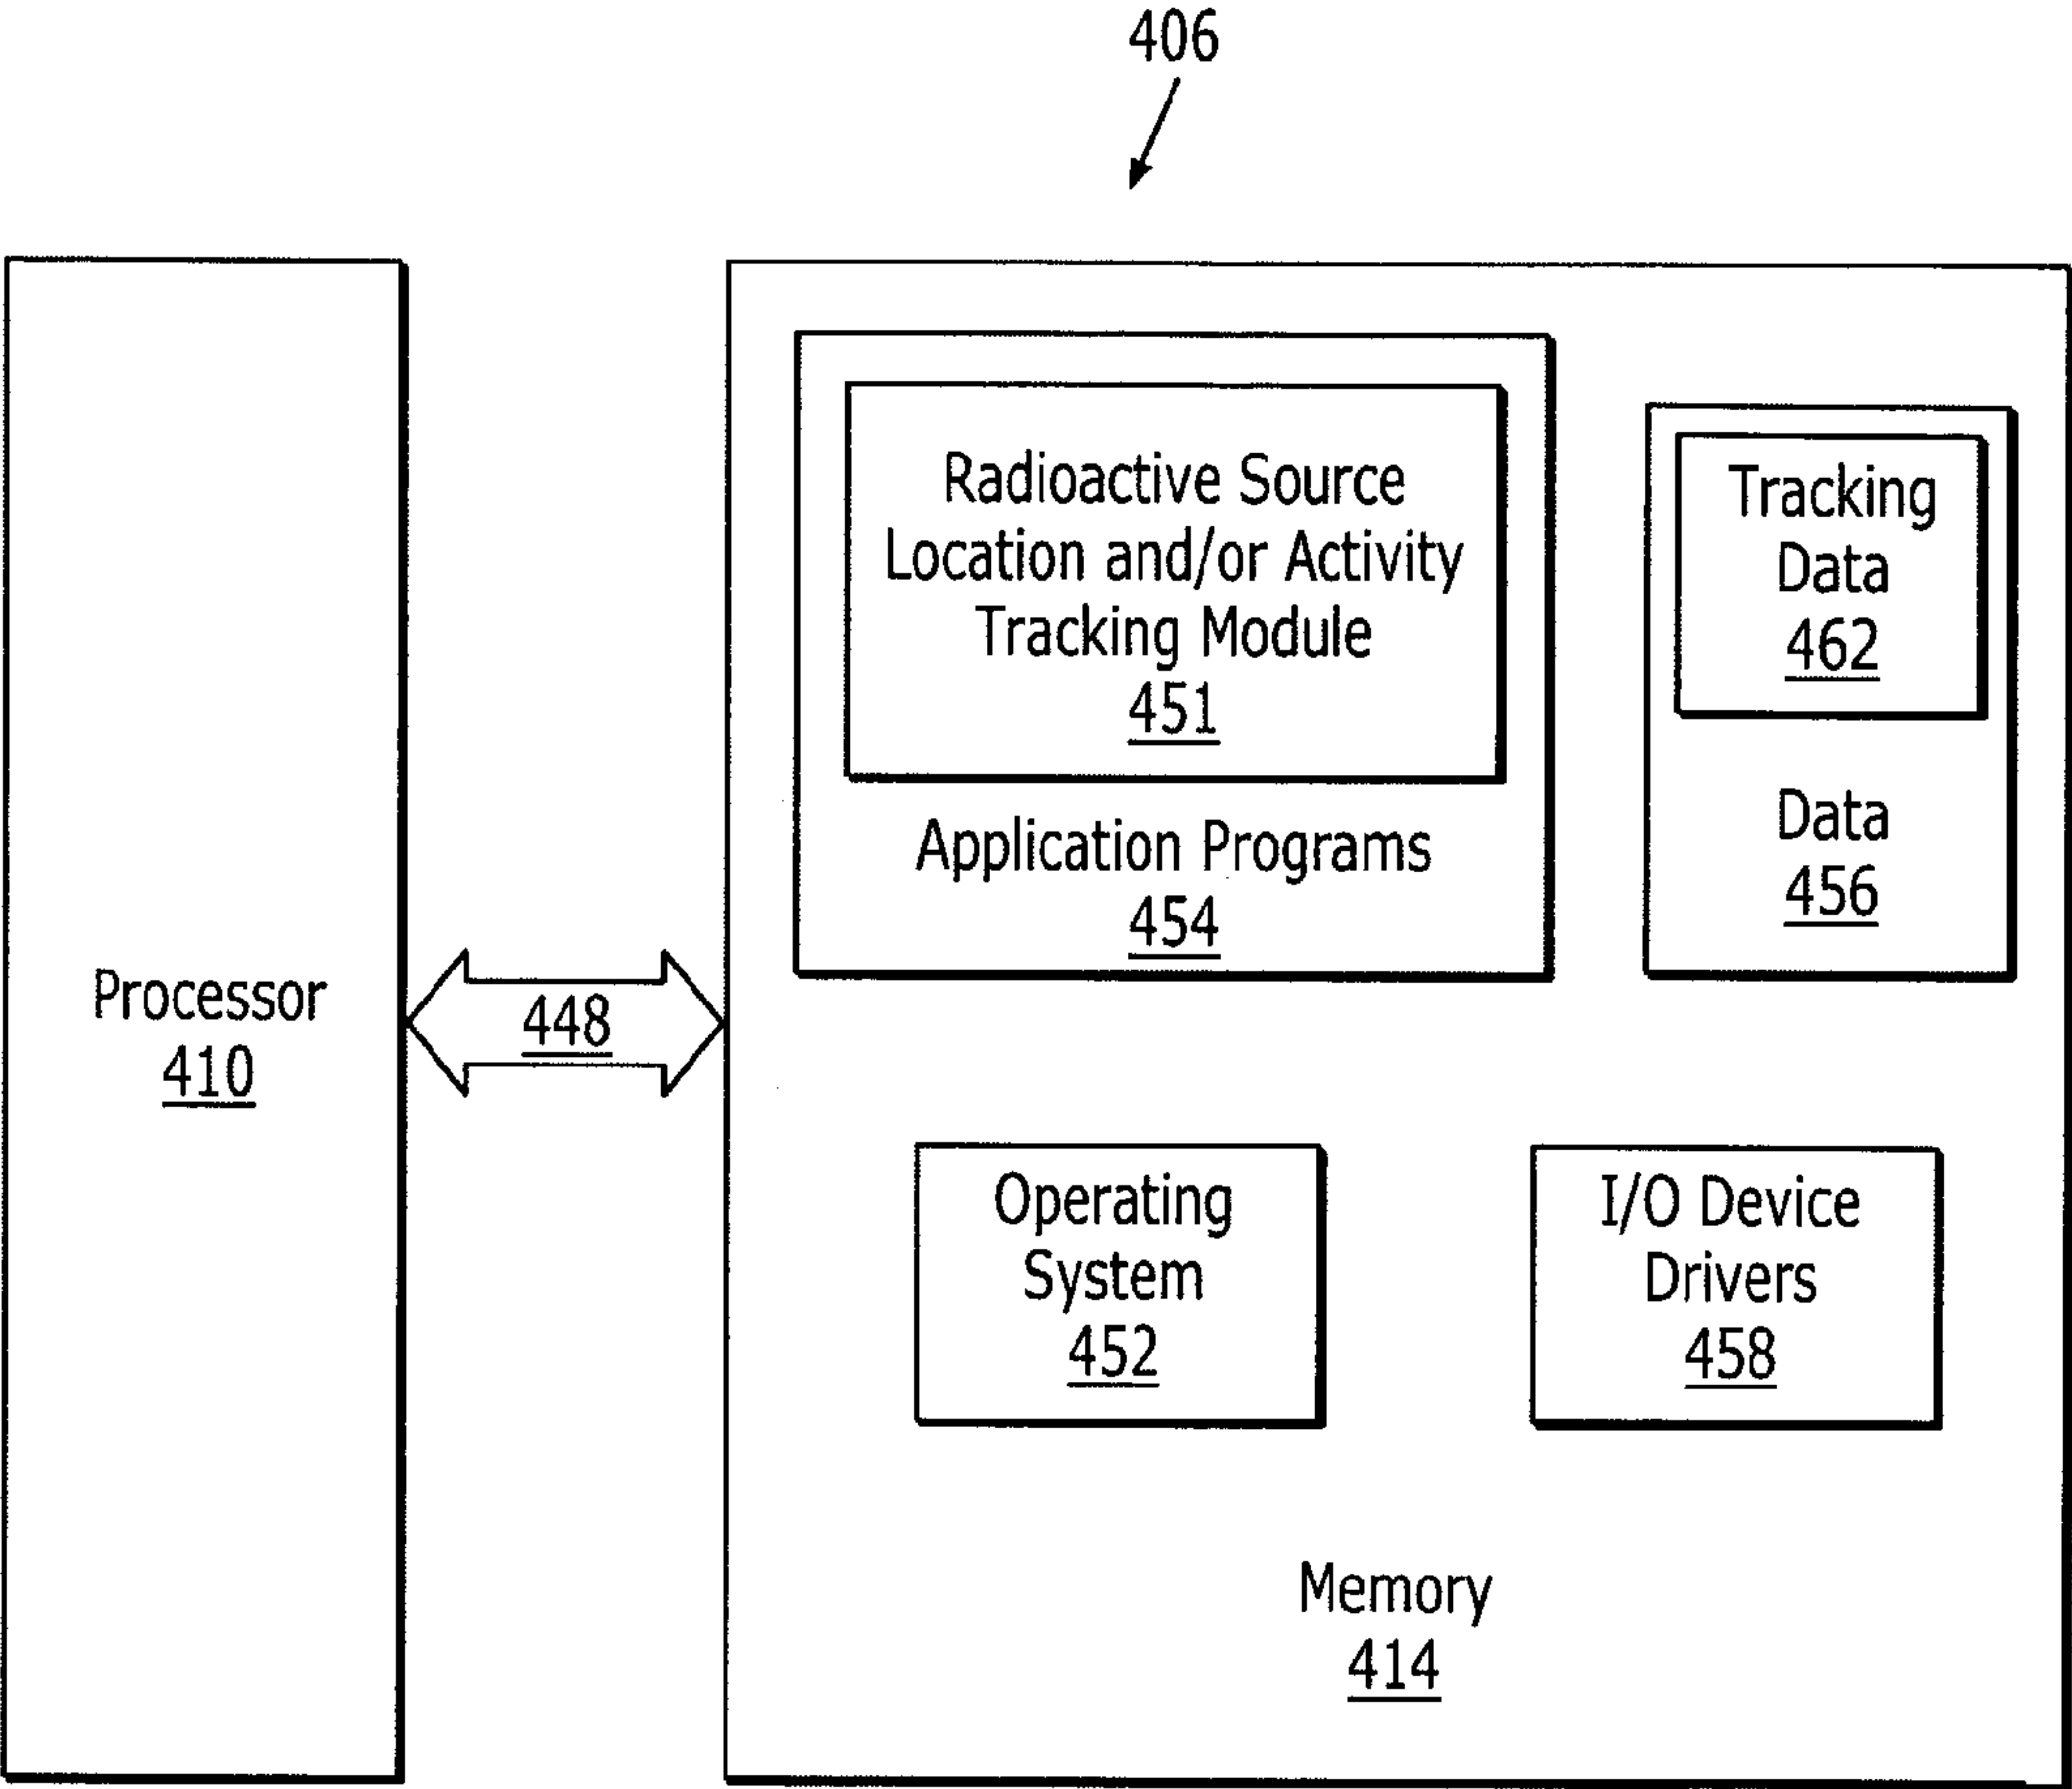 406
Radioactive Source
Location and/or Activity
Tracking Module
451
Application Programs
454
Tracking
Data
462
Data
456
Processor
410
448
Operating
System
452
I/O Device
Drivers
458
Memory
414